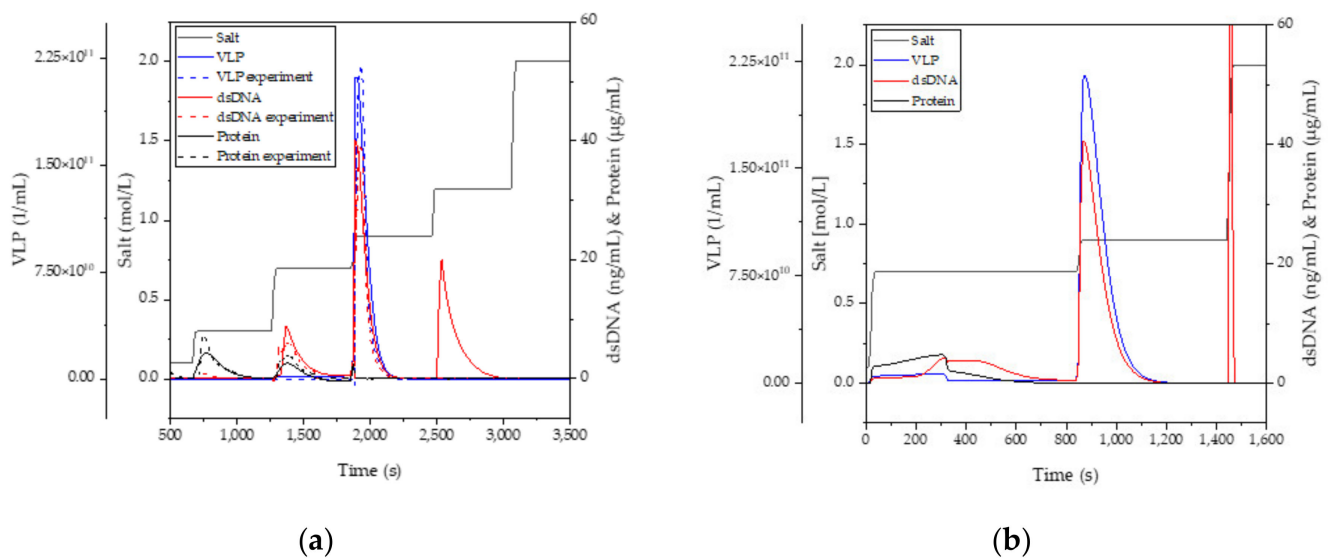 VLP (1/mL)
2.25×10¹¹
1.50×10¹¹
7.50×10¹⁰
0.00
Salt (mol/L)
2.0
1.5
1.0
0.5
0.0
Salt
VLP
VLP experiment
dsDNA
dsDNA experiment
Protein
Protein experiment
60
40
20
0
dsDNA (ng/mL) & Protein (µg/mL)
500 1,000 1,500 2,000 2,500 3,000 3,500
Time (s)
(a)
VLP (1/mL)
2.25×10¹¹
1.50×10¹¹
7.50×10¹⁰
0.00
Salt [mol/L]
2.0
1.5
1.0
0.5
0.0
Salt
VLP
dsDNA
Protein
60
40
20
0
dsDNA (ng/mL) & Protein (µg/mL)
0 200 400 600 800 1,000 1,200 1,400 1,600
Time (s)
(b)